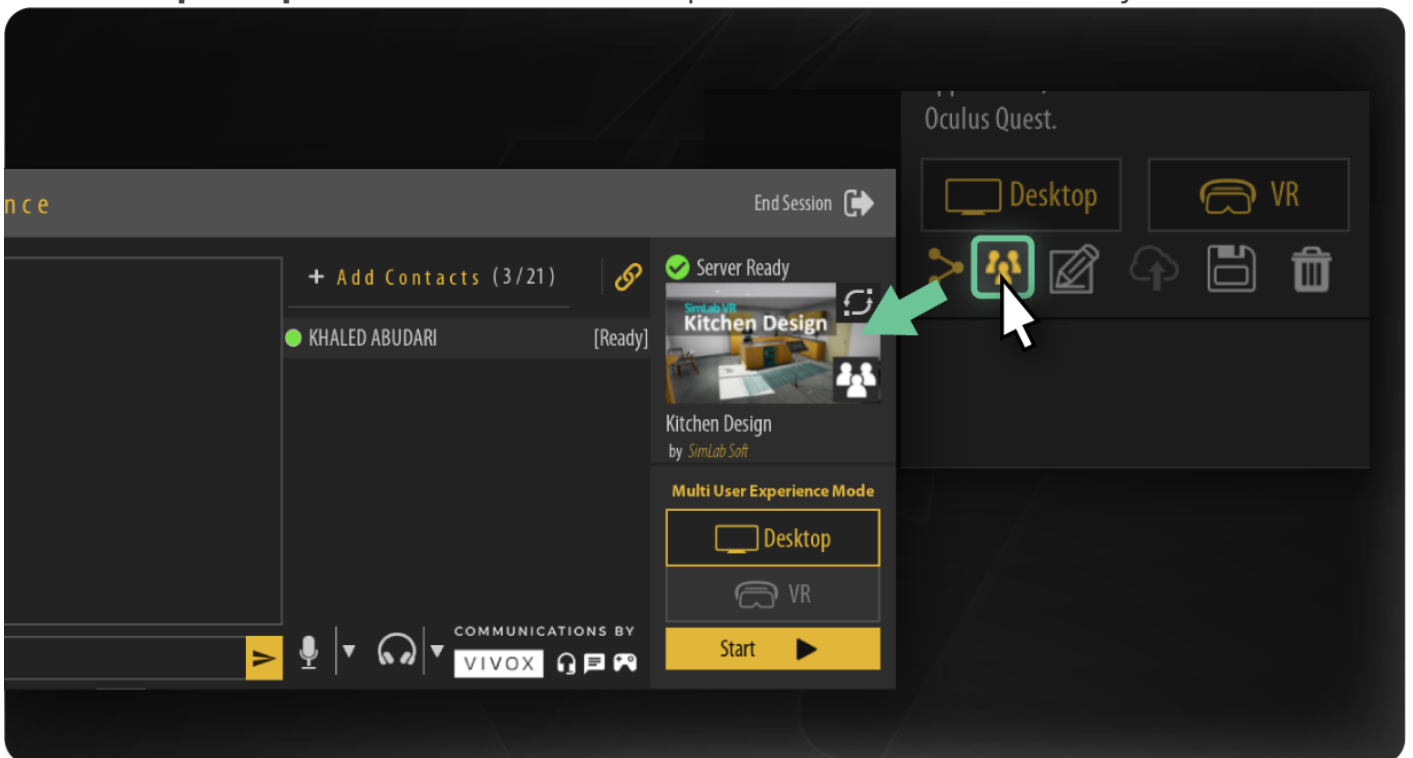 Oculus Quest.
Desktop
VR
nce
End Session
+ Add Contacts (3/21)
Server Ready
SimLab VR
Kitchen Design
KHALED ABUDARI
[Ready]
Kitchen Design
by SimLab Soft
Multi User Experience Mode
Desktop
VR
Start
COMMUNICATIONS BY
VIVOX